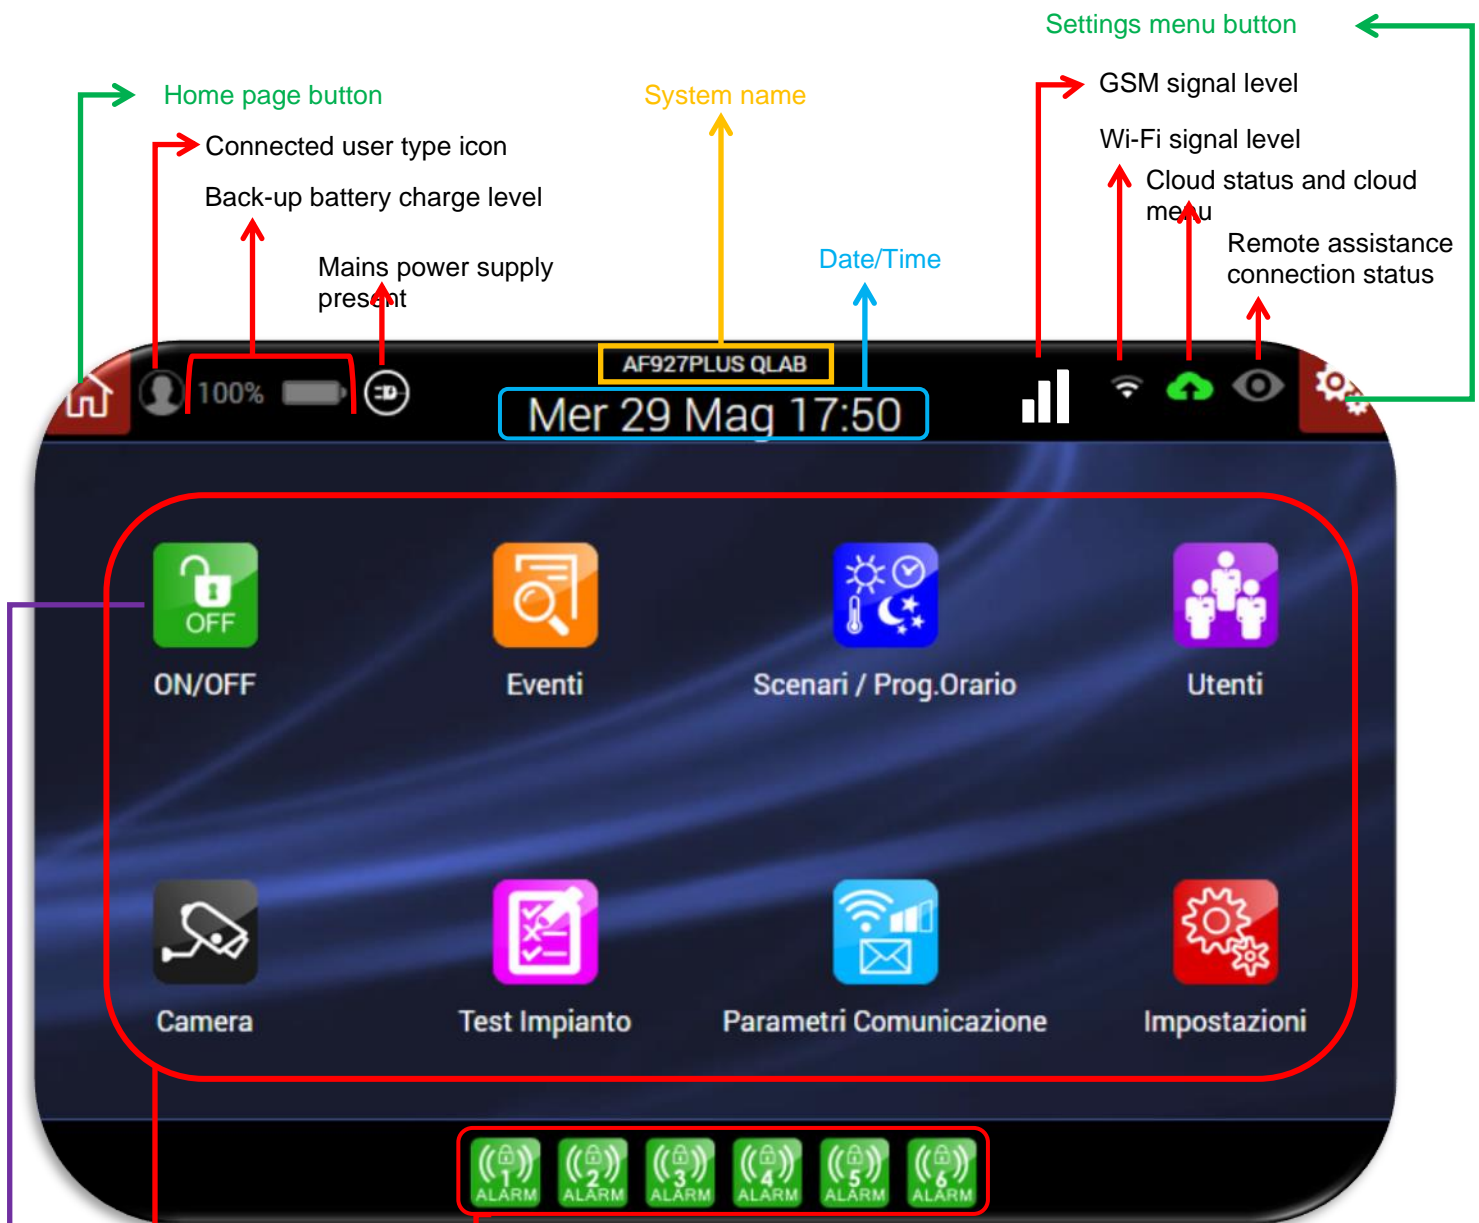 Settings menu button
Home page button
System name
GSM signal level
Connected user type icon
Wi-Fi signal level
Back-up battery charge level
Cloud status and cloud
menu
Mains power supply
present
Date/Time
Remote assistance
connection status
100%
AF927PLUS QLAB
Mer 29 Mag 17:50
OFF
ON/OFF
Eventi
Scenari / Prog.Orario
Utenti
Camera
Test Impianto
Parametri Comunicazione
Impostazioni
1 ALARM
2 ALARM
3 ALARM
4 ALARM
5 ALARM
6 ALARM